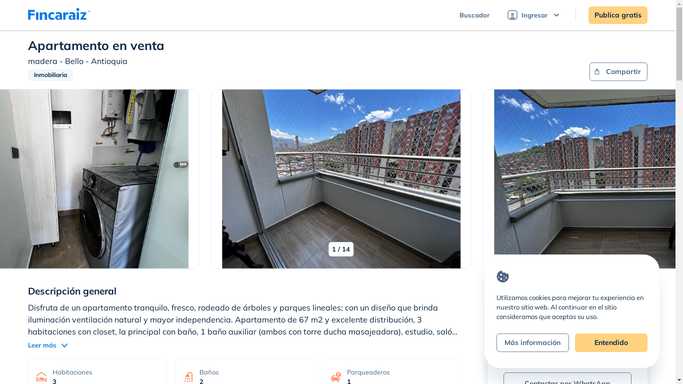 Fincaraiz
Buscador
Ingresar
Publica gratis
Apartamento en venta
madera - Bello - Antioquia
Inmobiliaria
Compartir
1 / 14
Descripción general
Disfruta de un apartamento tranquilo, fresco, rodeado de árboles y parques lineales; con un diseño que brinda
iluminación ventilación natural y mayor independencia. Apartamento de 67 m2 y excelente distribución, 3
habitaciones con closet, la principal con baño, 1 baño auxiliar (ambos con torre ducha masajeadora), estudio, saló...
Leer más
Habitaciones
3
Baños
2
Parqueaderos
1
Utilizamos cookies para mejorar tu experiencia en
nuestro sitio web. Al continuar en el sitio
consideramos que aceptas su uso.
Más información
Entendido
Contactar por WhatsApp